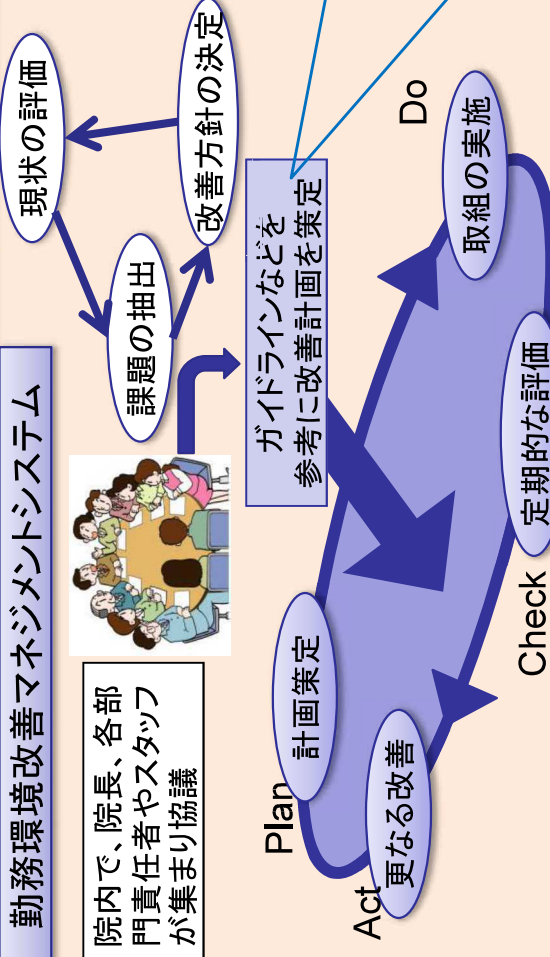 勤務環境改善マネジメントシステム
院内で、院長、各部
門責任者やスタッフ
が集まり協議
現状の評価
課題の抽出
改善方針の決定
ガイドラインなどを
参考に改善計画を策定
Plan
計画策定
Do
取組の実施
Check
定期的な評価
Act
更なる改善